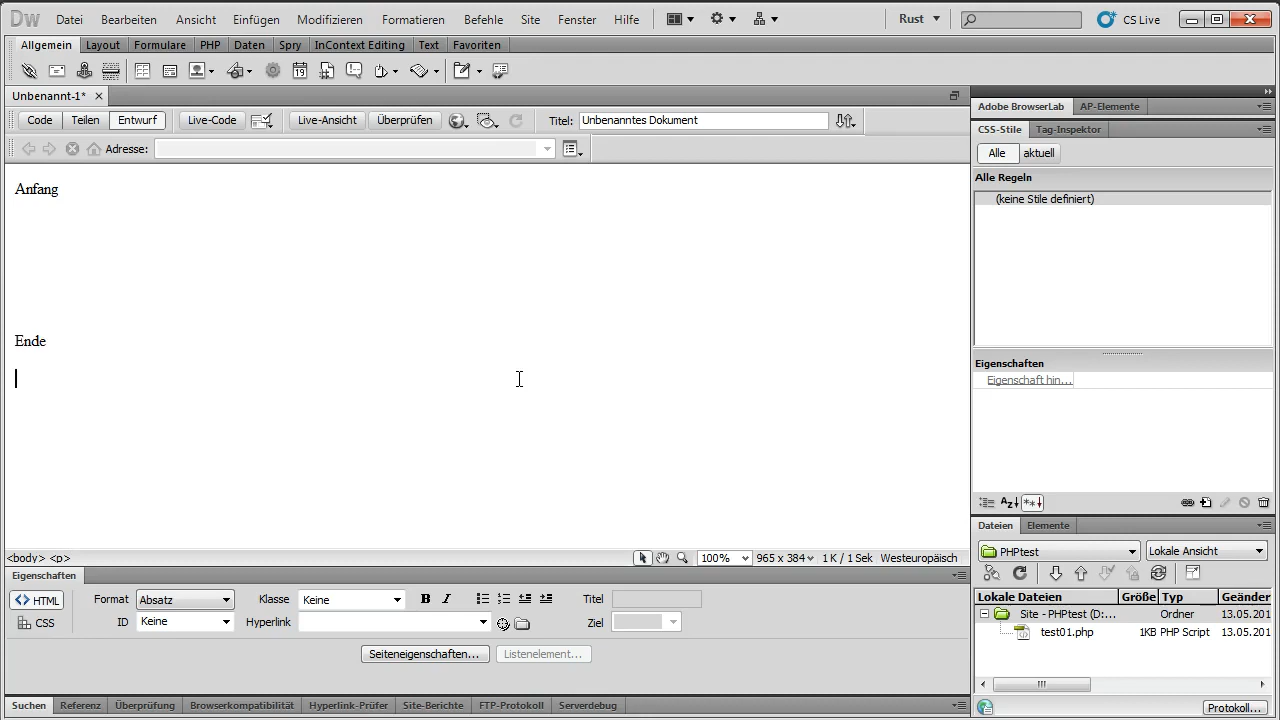 Dw Datei Bearbeiten Ansicht Einfügen Modifizieren Formatieren Befehle Site Fenster Hilfe Rust CS Live
Allgemein Layout Formulare PHP Daten Spry InContext Editing Text Favoriten
19
Unbenannt-1*
Code Teilen Entwurf Live-Code Live-Ansicht Überprüfen Titel: Unbenanntes Dokument
Adresse:
Anfang
Ende
<body> <p> 100% 965 x 384 1 K / 1 Sek Westeuropäisch
Eigenschaften
HTML Format Absatz Klasse Keine B I Titel
CSS ID Keine Hyperlink Ziel
Seiteneigenschaften... Listenelement...
Suchen Referenz Überprüfung Browserkompatibilität Hyperlink-Prüfer Site-Berichte FTP-Protokoll Serverdebug
Adobe BrowserLab AP-Elemente
CSS-Stile Tag-Inspektor
Alle aktuell
Alle Regeln
(keine Stile definiert)
Eigenschaften
Eigenschaft hin...
Dateien Elemente
PHPtest Lokale Ansicht
Lokale Dateien Größe Typ Geänder
Site - PHPtest (D:... Ordner 13.05.201
test01.php 1KB PHP Script 13.05.201
Protokoll...